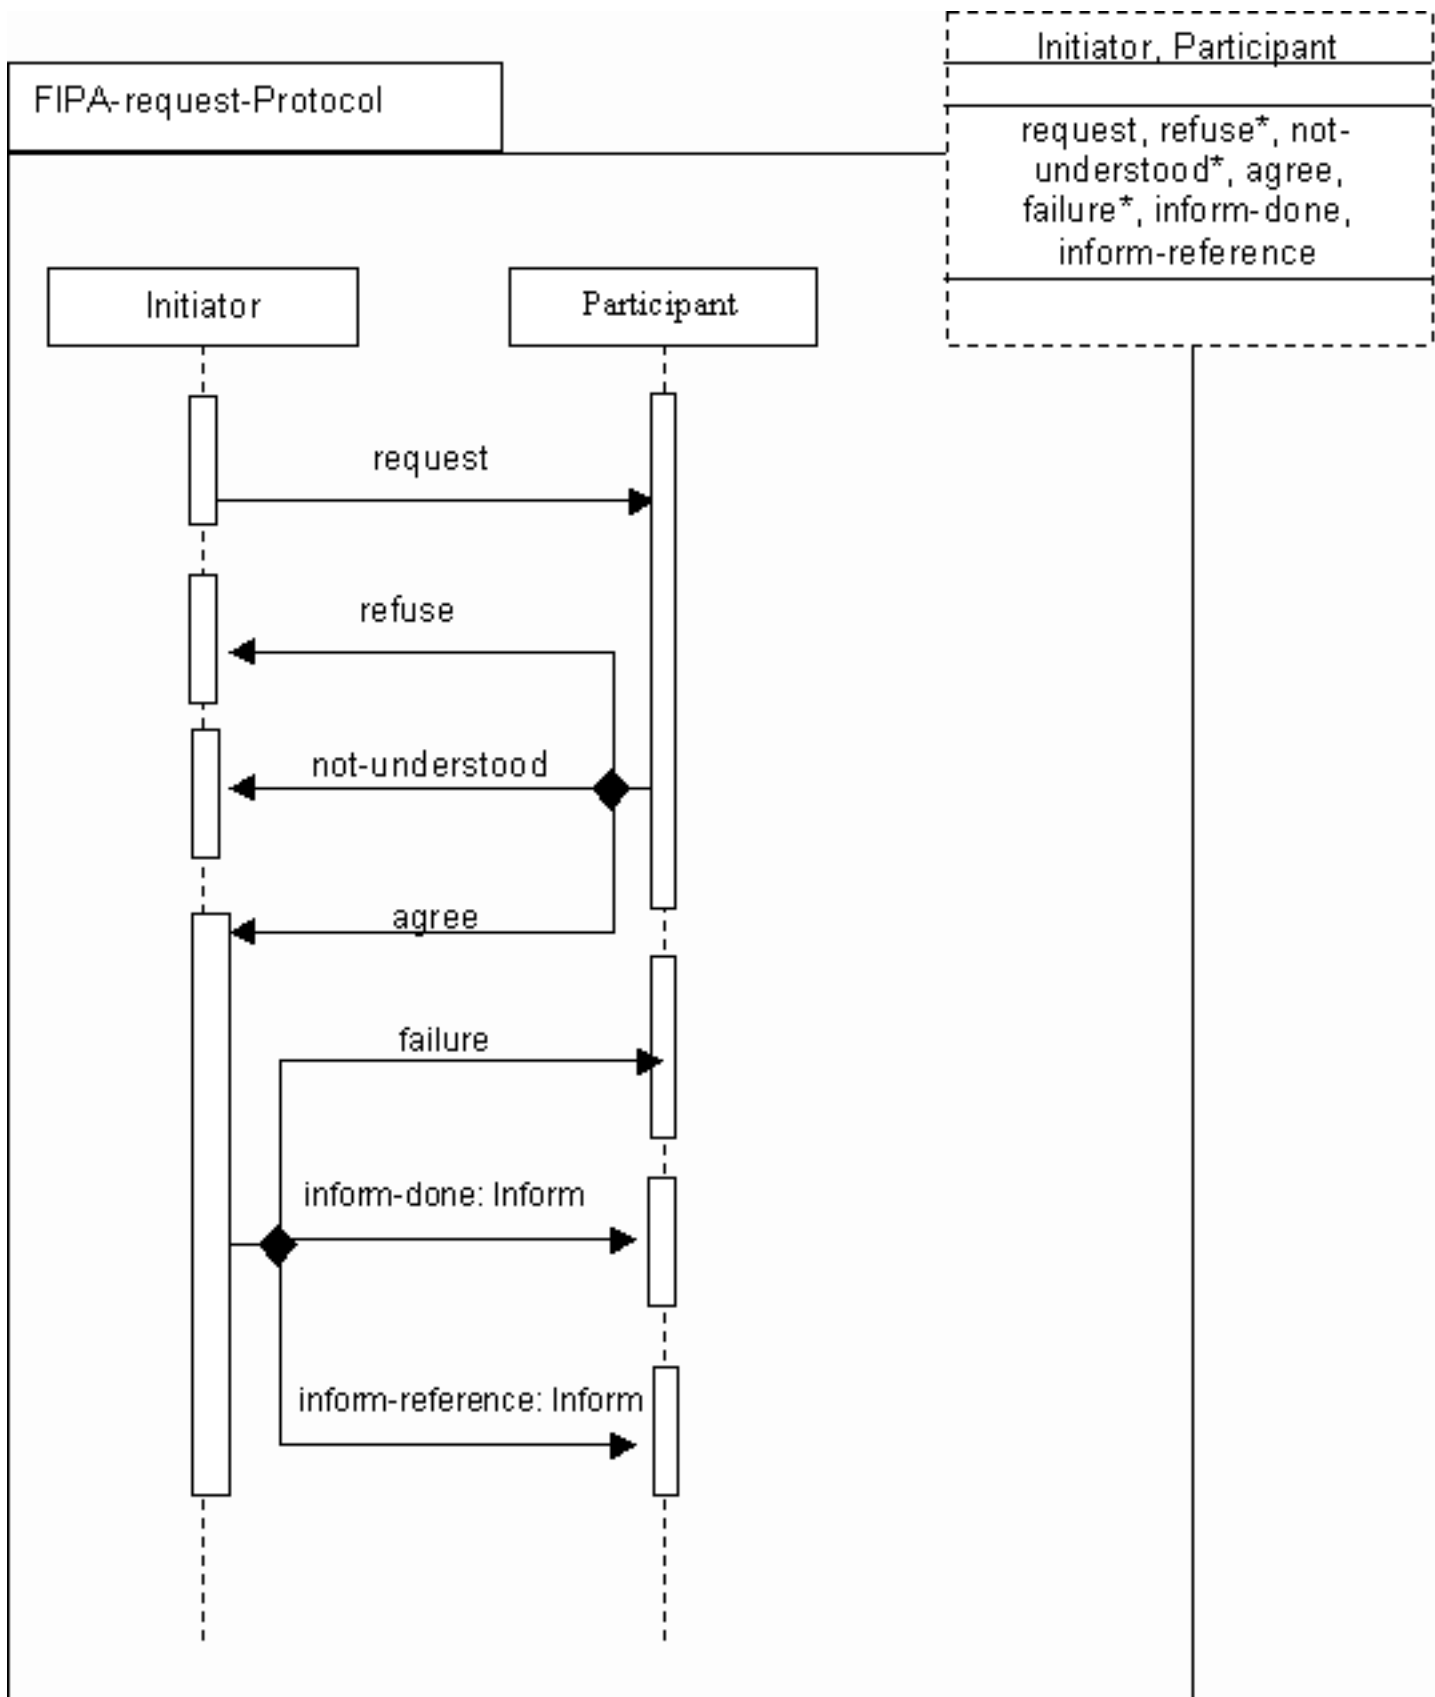 Initiator, Participant
FIPA-request-Protocol
request, refuse*, not-
understood*, agree,
failure*, inform-done,
inform-reference
Initiator
Participant
request
refuse
not-understood
agree
failure
inform-done: Inform
inform-reference: Inform